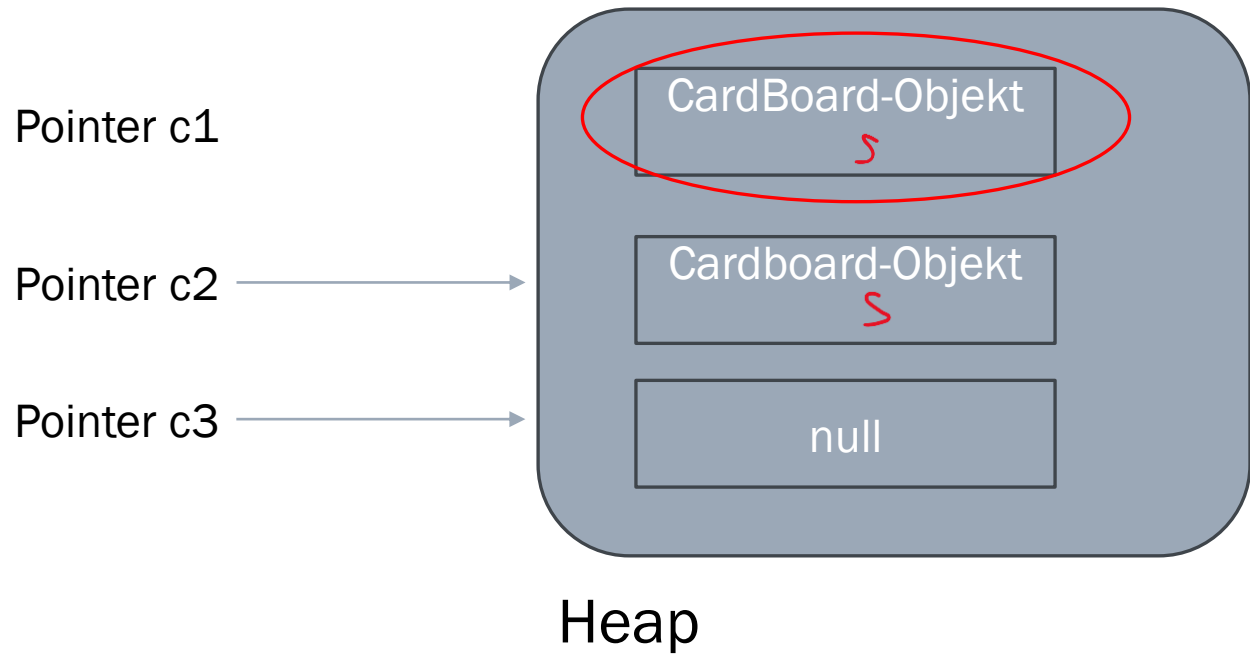 CardBoard-Objekt
Pointer c1
S
Cardboard-Objekt
Pointer c2
S
Pointer c3
null
Heap